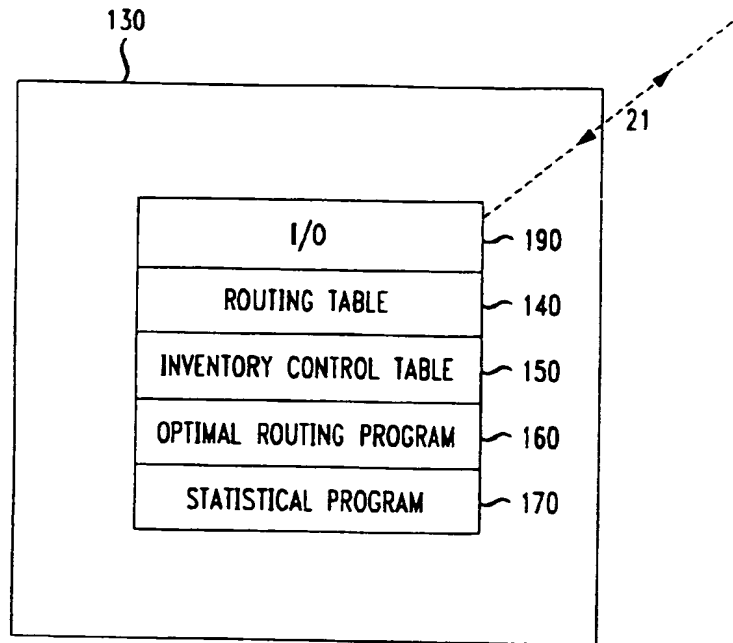 130
21
I/O
190
ROUTING TABLE
140
INVENTORY CONTROL TABLE
150
OPTIMAL ROUTING PROGRAM
160
STATISTICAL PROGRAM
170